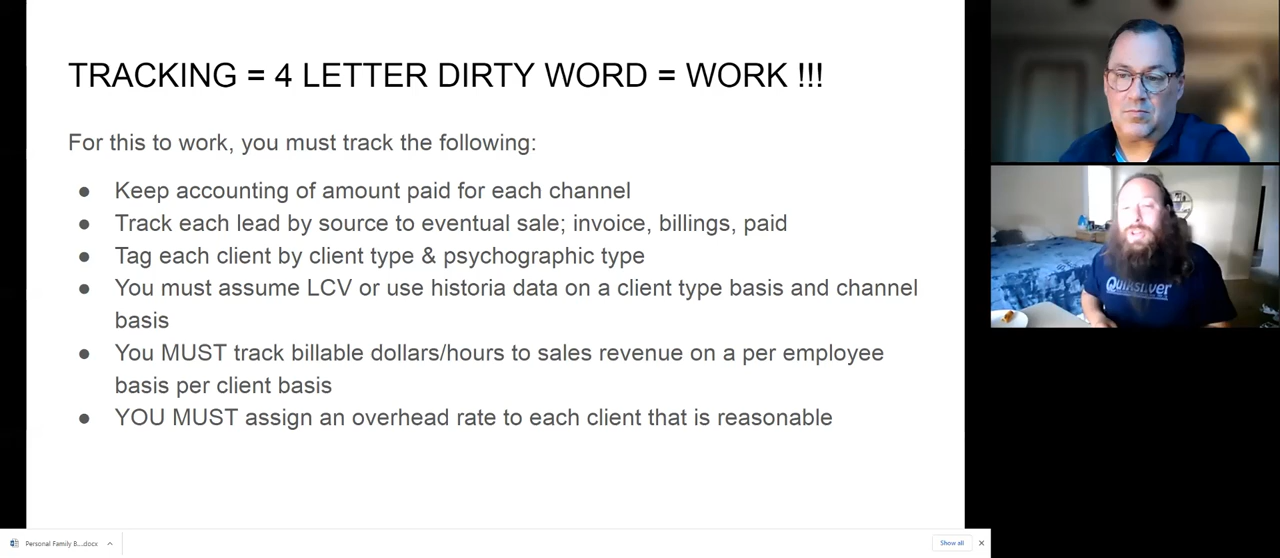 TRACKING = 4 LETTER DIRTY WORD = WORK !!!
For this to work, you must track the following:
● Keep accounting of amount paid for each channel
● Track each lead by source to eventual sale; invoice, billings, paid
● Tag each client by client type & psychographic type
● You must assume LCV or use historia data on a client type basis and channel
basis
● You MUST track billable dollars/hours to sales revenue on a per employee
basis per client basis
● YOU MUST assign an overhead rate to each client that is reasonable
Quiksilver
Personal Family B....docx
Show all